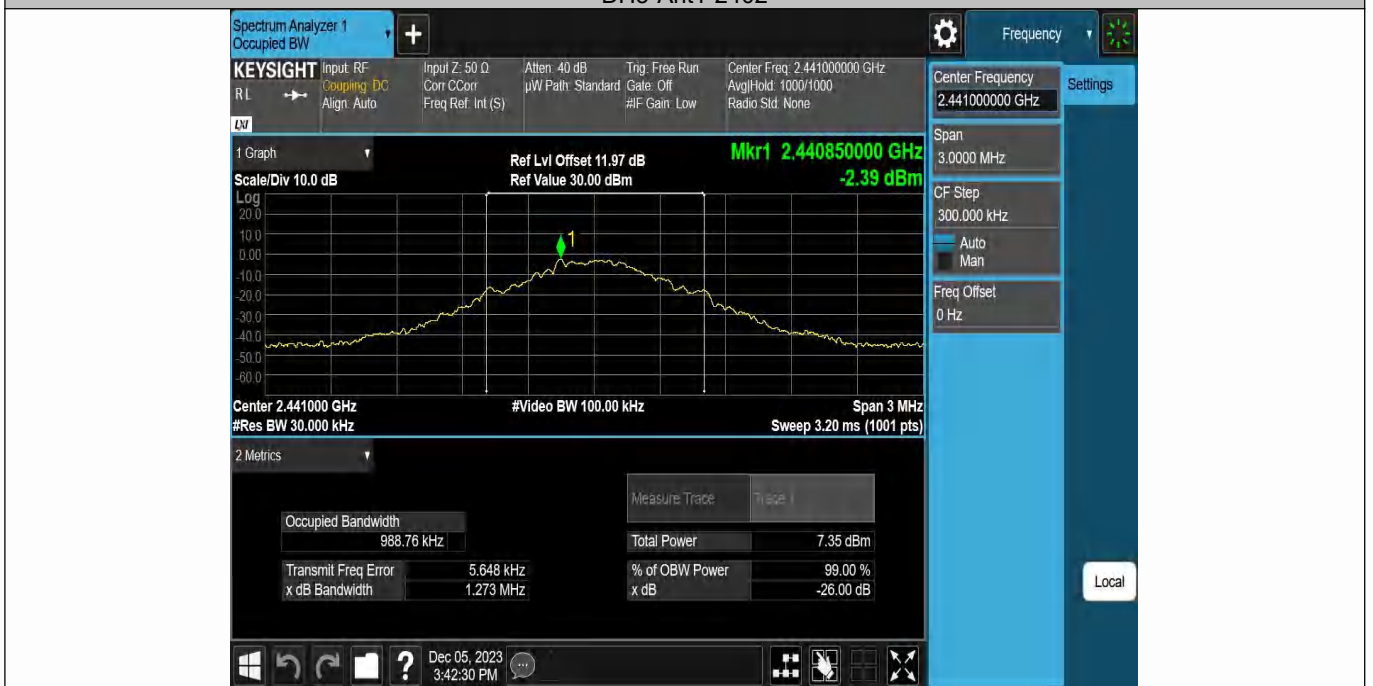 Spectrum Analyzer 1
Occupied BW
+
Frequency
KEYSIGHT
RL
LXI
Input: RF
Coupling: DC
Align: Auto
Input Z: 50 Ω
Corr CCorr
Freq Ref: Int (S)
Atten: 40 dB
µW Path: Standard
Trig: Free Run
Gate: Off
#IF Gain: Low
Center Freq: 2.441000000 GHz
Avg|Hold: 1000/1000
Radio Std: None
Center Frequency
2.441000000 GHz
Settings
Span
3.0000 MHz
CF Step
300.000 kHz
Auto
Man
Freq Offset
0 Hz
Local
1 Graph
Scale/Div 10.0 dB
Ref Lvl Offset 11.97 dB
Ref Value 30.00 dBm
Mkr1 2.440850000 GHz
-2.39 dBm
Log
20.0
10.0
0.00
-10.0
-20.0
-30.0
-40.0
-50.0
-60.0
1
Center 2.441000 GHz
#Res BW 30.000 kHz
#Video BW 100.00 kHz
Span 3 MHz
Sweep 3.20 ms (1001 pts)
2 Metrics
Measure Trace Trace 1
Occupied Bandwidth
988.76 kHz
Total Power 7.35 dBm
Transmit Freq Error 5.648 kHz
% of OBW Power 99.00 %
x dB Bandwidth 1.273 MHz
x dB -26.00 dB
?
Dec 05, 2023
3:42:30 PM